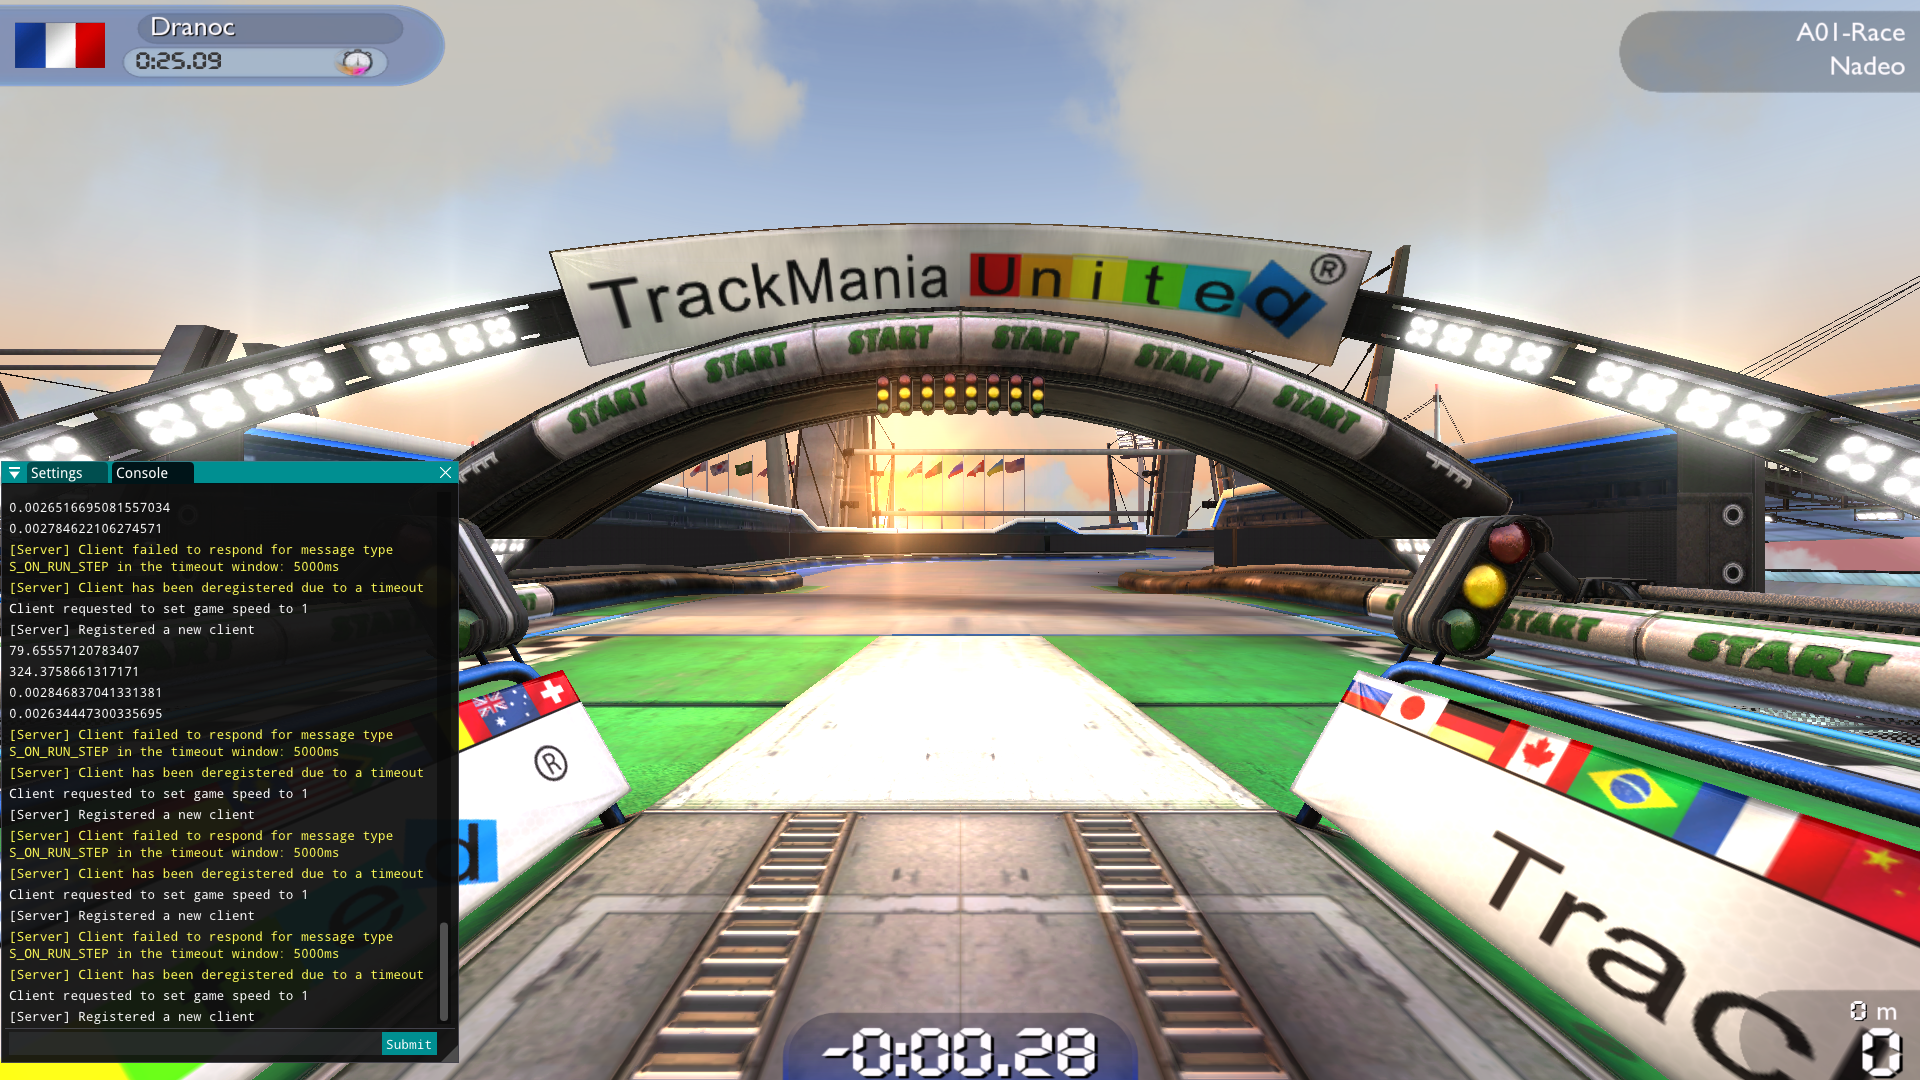 Dranoc
0:25.09
A01-Race
Nadeo
TrackMania United®
START START START START START START
Settings Console
0.0026516695081557034
0.002784622106274571
[Server] Client failed to respond for message type
S_ON_RUN_STEP in the timeout window: 5000ms
[Server] Client has been deregistered due to a timeout
Client requested to set game speed to 1
[Server] Registered a new client
79.65557120783407
324.3758661317171
0.002846837041331381
0.002634447300335695
[Server] Client failed to respond for message type
S_ON_RUN_STEP in the timeout window: 5000ms
[Server] Client has been deregistered due to a timeout
Client requested to set game speed to 1
[Server] Registered a new client
[Server] Client failed to respond for message type
S_ON_RUN_STEP in the timeout window: 5000ms
[Server] Client has been deregistered due to a timeout
Client requested to set game speed to 1
[Server] Registered a new client
[Server] Client failed to respond for message type
S_ON_RUN_STEP in the timeout window: 5000ms
[Server] Client has been deregistered due to a timeout
Client requested to set game speed to 1
[Server] Registered a new client
Submit
START START
®
ed
Trac
-0:00.28
0 m
0